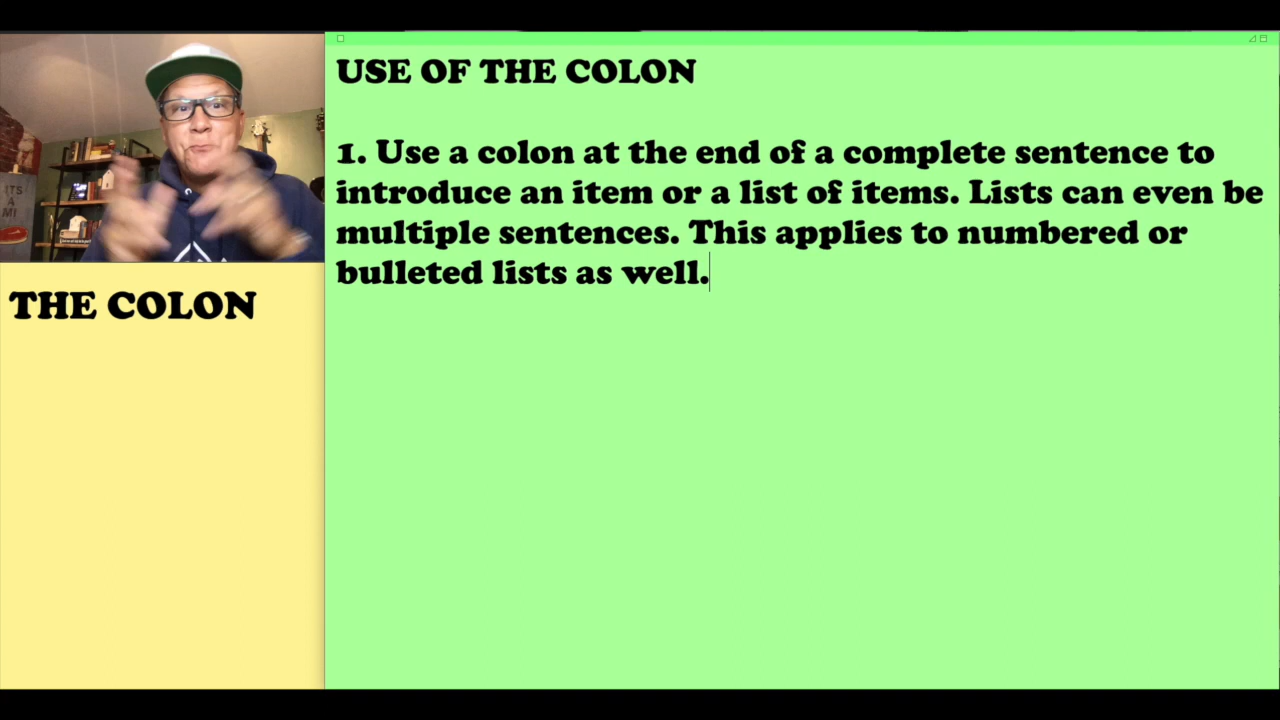 USE OF THE COLON
1. Use a colon at the end of a complete sentence to
introduce an item or a list of items. Lists can even be
multiple sentences. This applies to numbered or
bulleted lists as well.
THE COLON